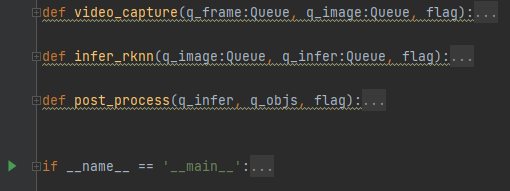 def video_capture(q_frame:Queue, q_image:Queue, flag):...
def infer_rknn(q_image:Queue, q_infer:Queue, flag):...
def post_process(q_infer, q_objs, flag):...
if __name__ == '__main__':...